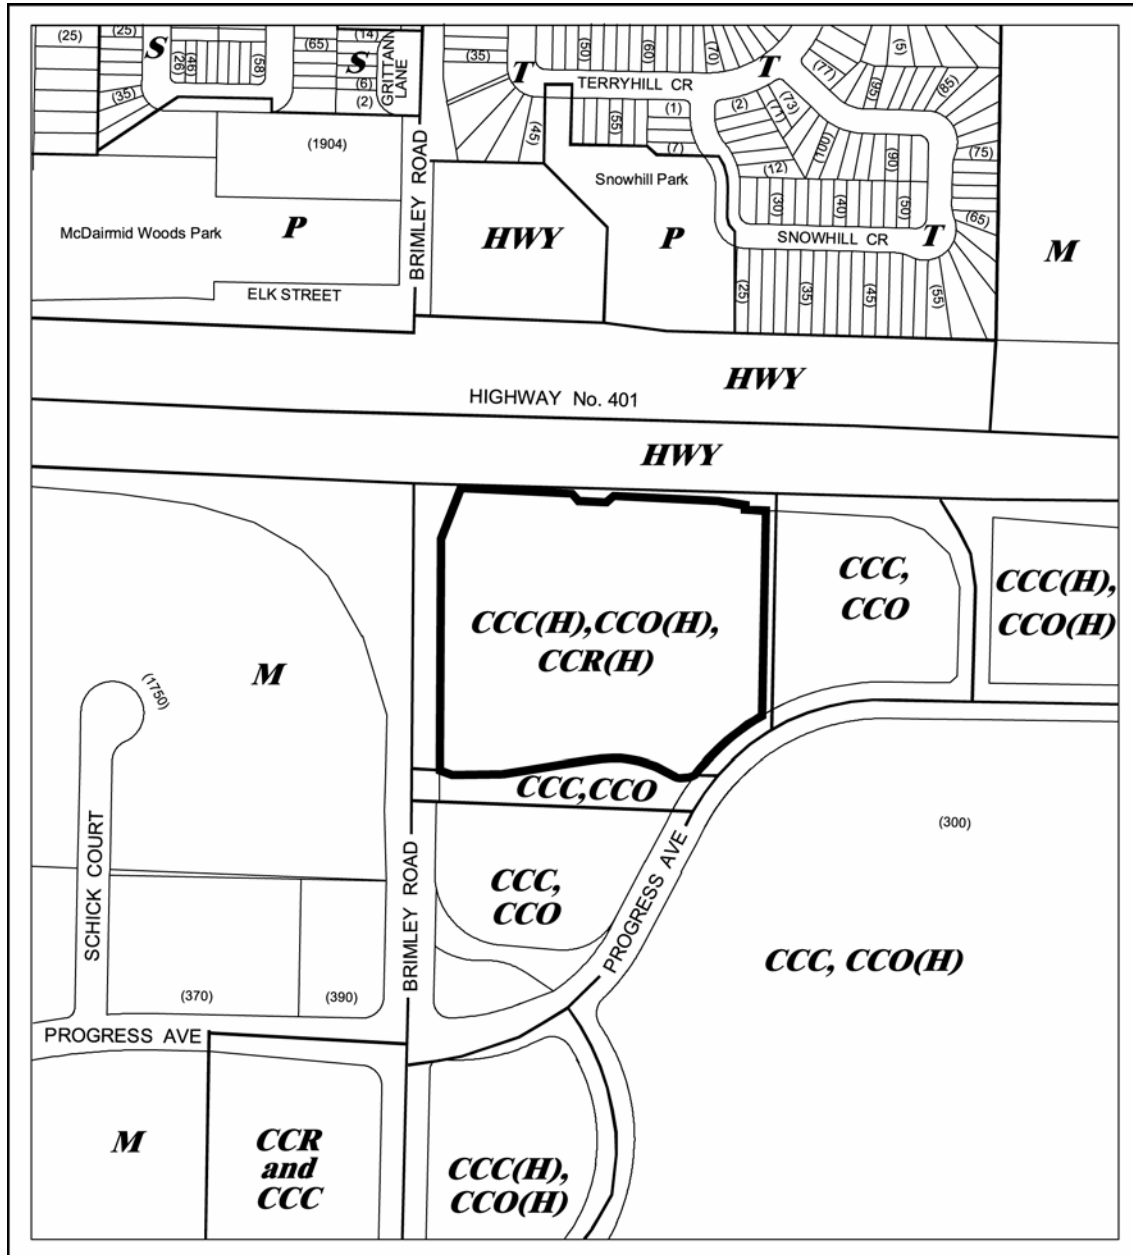 (25)
(25)
S
(26)
(46)
(58)
(65)
(35)
(14)
S
(6)
(2)
GRITTANN
LANE
(35)
T
(50)
(60)
(70)
T
TERRYHILL CR
(45)
(55)
(1)
(7)
(2)
(71)
(73)
(77)
(5)
(95)
(85)
(12)
(100)
(90)
(75)
(1904)
BRIMLEY ROAD
Snowhill Park
(30)
(40)
(50)
(65)
McDairmid Woods Park
P
HWY
P
SNOWHILL CR
T
M
ELK STREET
(25)
(35)
(45)
(55)
HWY
HIGHWAY No. 401
HWY
CCC(H),CCO(H),
CCR(H)
CCC,
CCO
CCC(H),
CCO(H)
M
(1750)
CCC,CCO
SCHICK COURT
BRIMLEY ROAD
CCC,
CCO
PROGRESS AVE
(300)
CCC, CCO(H)
(370)
(390)
PROGRESS AVE
M
CCR
and
CCC
CCC(H),
CCO(H)